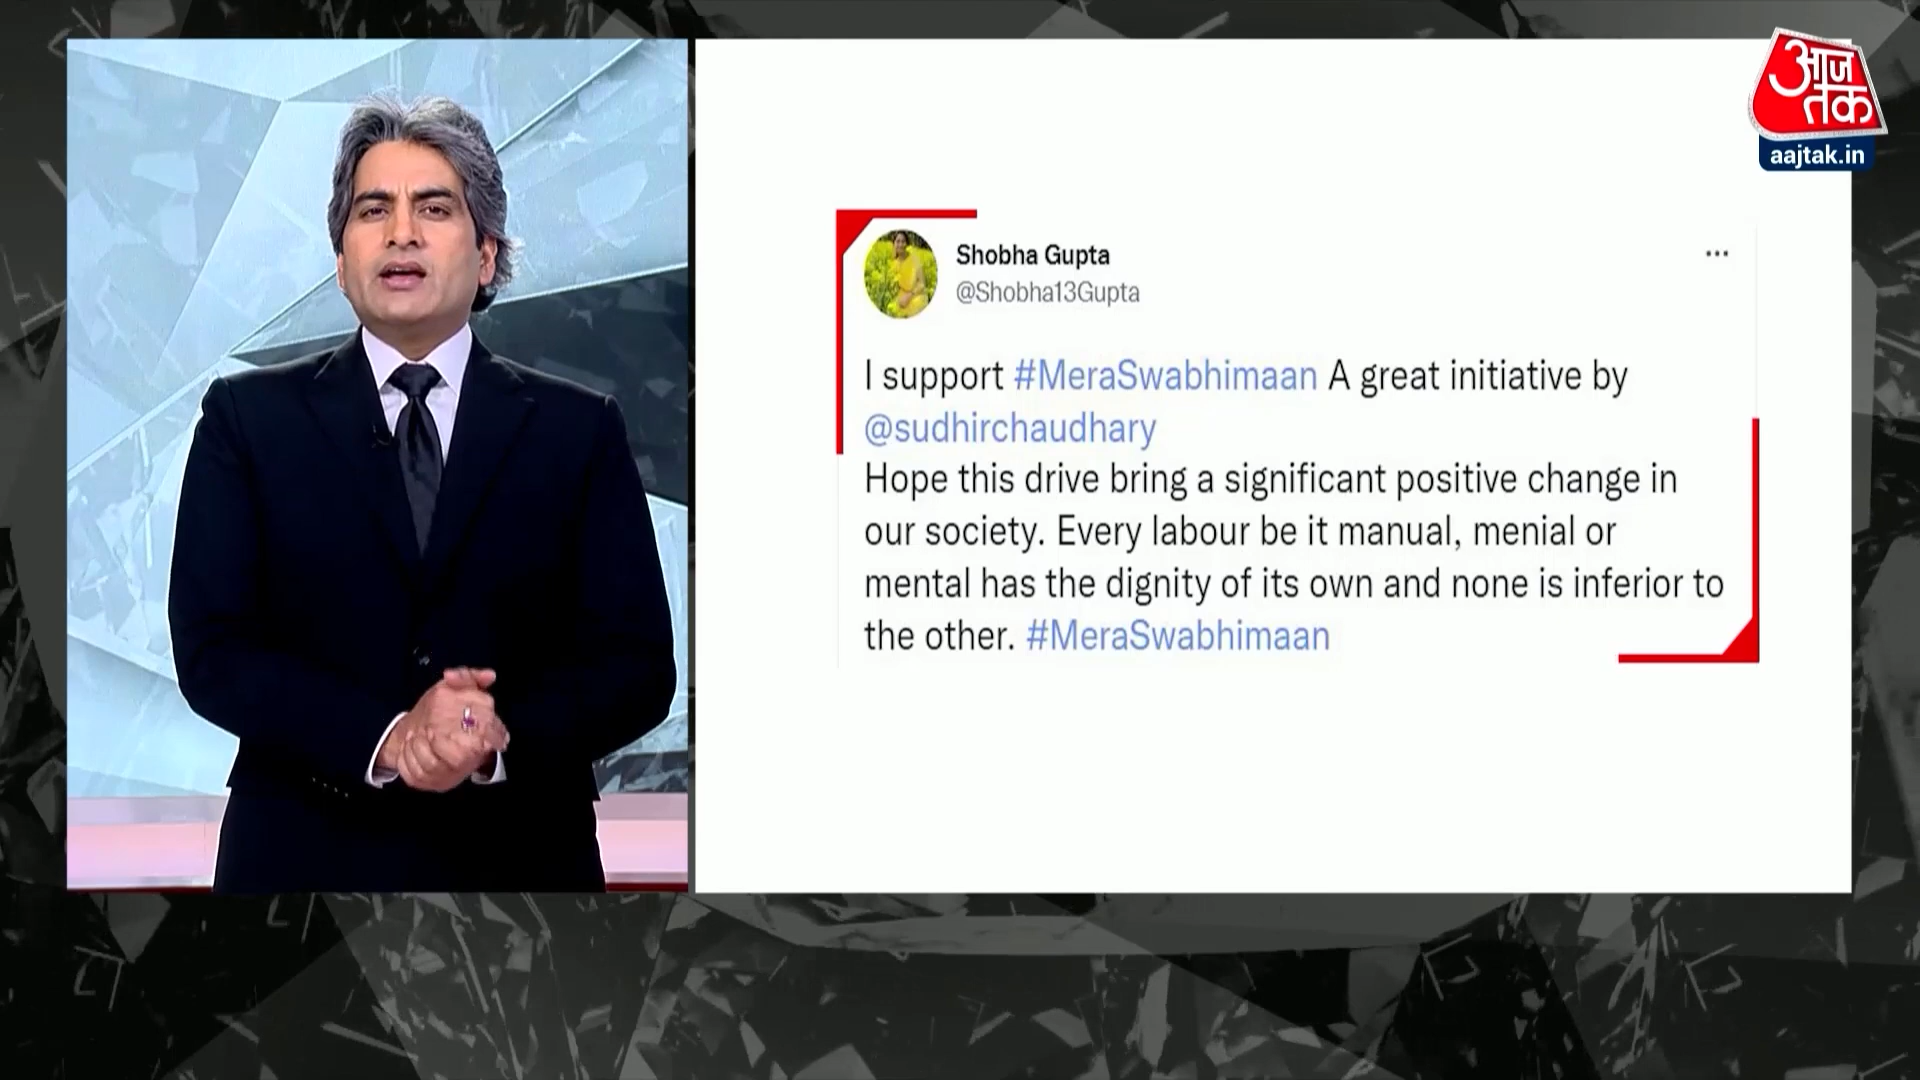 आज
तक
aajtak.in
Shobha Gupta
@Shobha13Gupta
I support #MeraSwabhimaan A great initiative by
@sudhirchaudhary
Hope this drive bring a significant positive change in
our society. Every labour be it manual, menial or
mental has the dignity of its own and none is inferior to
the other. #MeraSwabhimaan